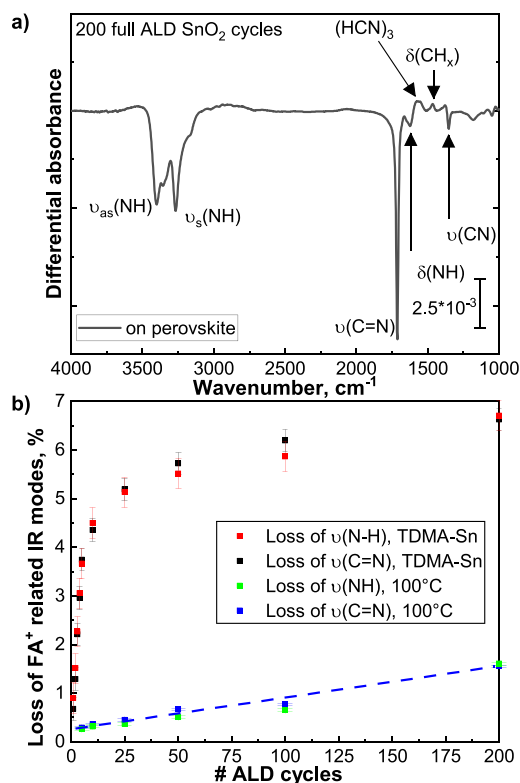 a)
200 full ALD SnO₂ cycles
(HCN)₃
δ(CHₓ)
υₐₛ(NH)
υₛ(NH)
υ(CN)
δ(NH)
2.5*10⁻³
υ(C=N)
on perovskite
Differential absorbance
4000 3500 3000 2500 2000 1500 1000
Wavenumber, cm⁻¹
b)
Loss of FA⁺ related IR modes, %
7
6
5
4
3
2
1
0
Loss of υ(N-H), TDMA-Sn
Loss of υ(C=N), TDMA-Sn
Loss of υ(NH), 100°C
Loss of υ(C=N), 100°C
0 25 50 75 100 125 150 175 200
# ALD cycles